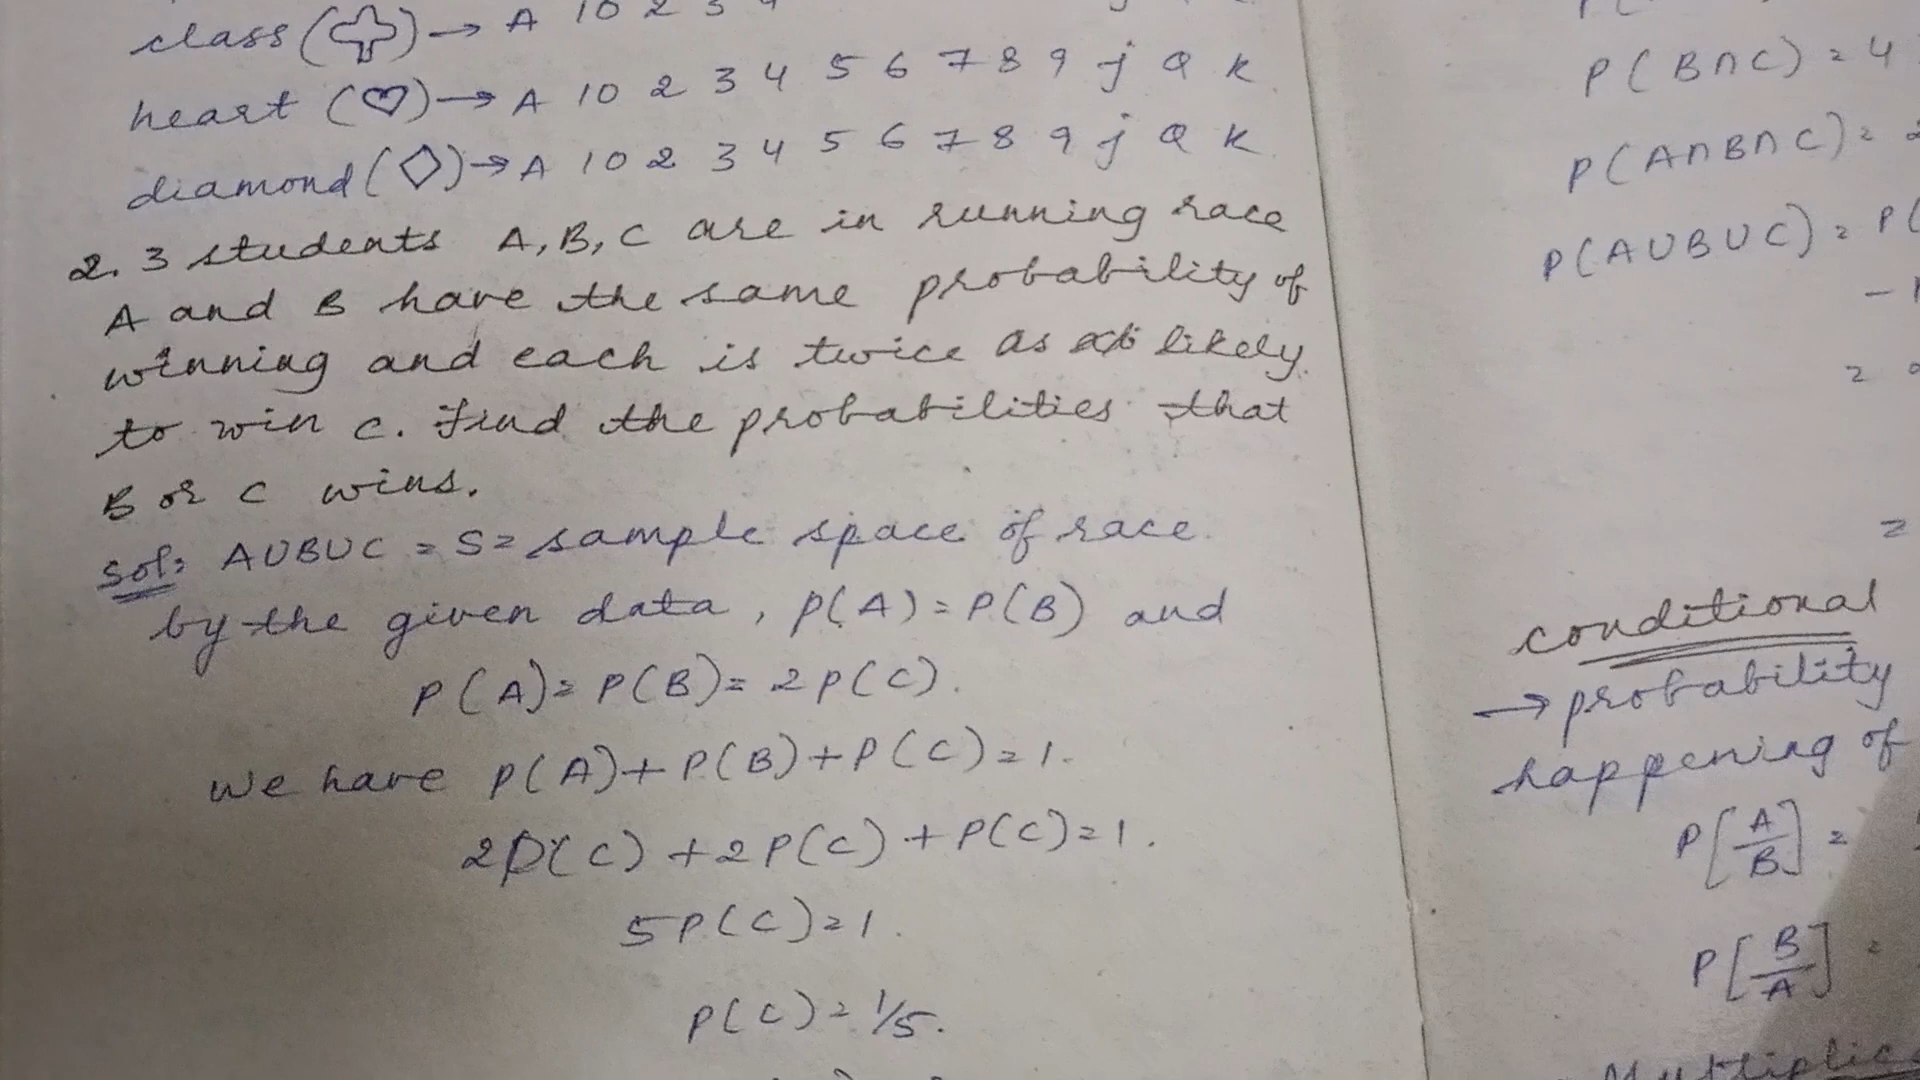 class (♧) → A 10 2 3 4
heart (♡) → A 10 2 3 4 5 6 7 8 9 j Q k
diamond (◇) → A 10 2 3 4 5 6 7 8 9 j Q k
2. 3 students A, B, C are in running race
A and B have the same probability of
winning and each is twice as likely
to win C. find the probabilities that
B or C wins.
Sol: AUBUC = S = sample space of race.
by the given data, P(A) = P(B) and
P(A) = P(B) = 2P(C).
we have P(A) + P(B) + P(C) = 1.
2P(C) + 2P(C) + P(C) = 1.
5P(C) = 1.
P(C) = 1/5.
P(B∩C) = 4
P(A∩B∩C) =
P(AUBUC) = P(
-
=
=
conditional
→ probability
happening of
P[A/B] =
P[B/A] =